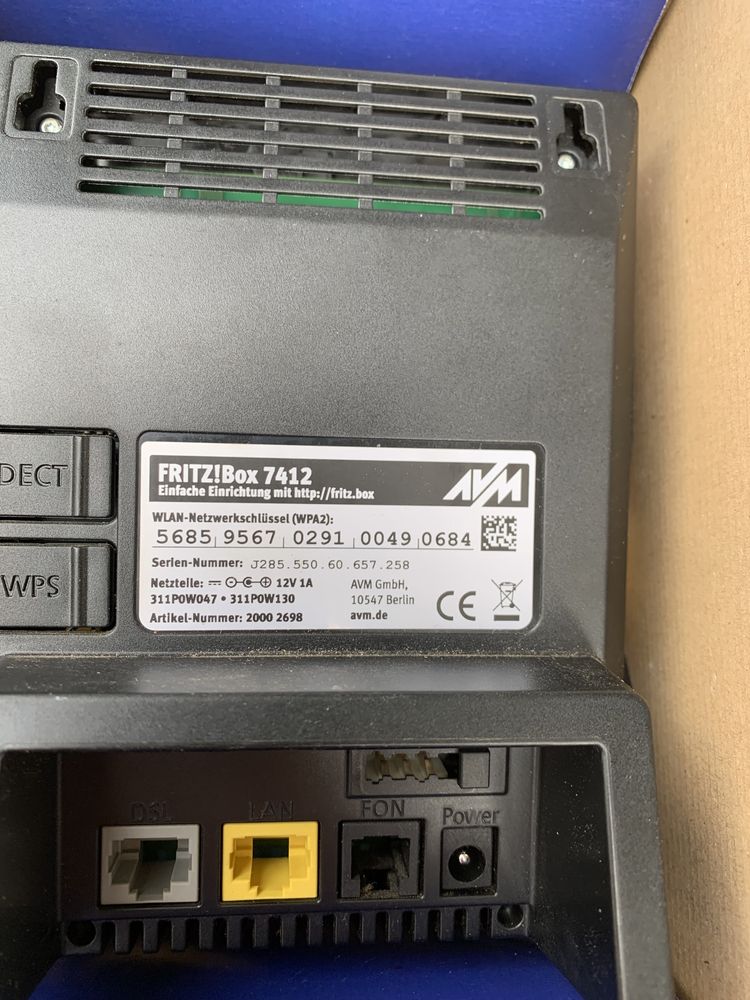 DECT
WPS
FRITZ!Box 7412
Einfache Einrichtung mit http://fritz.box
AVM
WLAN-Netzwerkschlüssel (WPA2):
5685 9567 0291 0049 0684
Serien-Nummer: J285.550.60.657.258
Netzteile: 12V 1A
311P0W047 • 311P0W130
Artikel-Nummer: 2000 2698
AVM GmbH,
10547 Berlin
avm.de
CE
DSL
LAN
FON
Power